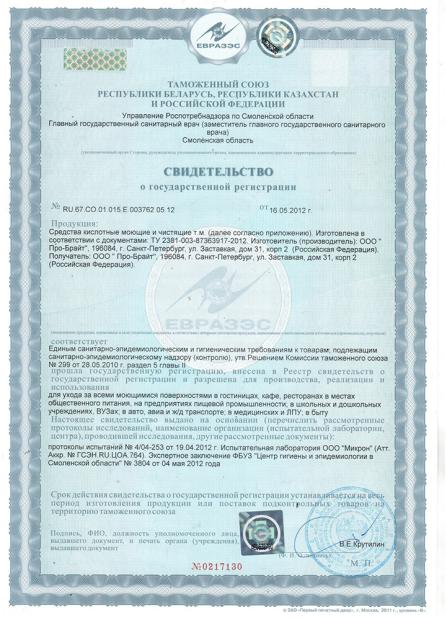 ЕВРАЗЭС
ТАМОЖЕННЫЙ СОЮЗ
РЕСПУБЛИКИ БЕЛАРУСЬ, РЕСПУБЛИКИ КАЗАХСТАН
И РОССИЙСКОЙ ФЕДЕРАЦИИ
Управление Роспотребнадзора по Смоленской области
Главный государственный санитарный врач (заместитель главного государственного санитарного
врача)
Смоленская область
СВИДЕТЕЛЬСТВО
о государственной регистрации
№ RU.67.СО.01.015.Е.003762.05.12 от 16.05.2012 г.
Продукция:
Средства кислотные моющие и чистящие т.м. (далее согласно приложению). Изготовлена в
соответствии с документами: ТУ 2381-003-87363917-2012. Изготовитель (производитель): ООО "
Про-Брайт", 196084, г. Санкт-Петербург, ул. Заставкая, дом 31, корп 2 (Российская Федерация).
Получатель: ООО " Про-Брайт", 196084, г. Санкт-Петербург, ул. Заставкая, дом 31, корп 2
(Российская Федерация).
ЕВРАЗЭС
соответствует
Единым санитарно-эпидемиологическим и гигиеническим требованиям к товарам, подлежащим
санитарно-эпидемиологическому надзору (контролю), утв.Решением Комиссии таможенного союза
№ 299 от 28.05.2010 г. раздел 5 главы II
прошла государственную регистрацию, внесена в Реестр свидетельств о
государственной регистрации и разрешена для производства, реализации и
использования
для ухода за всеми моющимися поверхностями в гостиницах, кафе, ресторанах в местах
общественного питания, на предприятиях пищевой промышленности; в школьных и дошкольных
учреждениях, ВУЗах; в авто, авиа и ж/д транспорте; в медицинских и ЛПУ; в быту
Настоящее свидетельство выдано на основании (перечислить рассмотренные
протоколы исследований, наименование организации (испытательной лаборатории,
центра), проводившей исследования, другие рассмотренные документы):
протоколы испытаний № 4/04-253 от 19.04.2012 г. Испытательная лаборатория ООО "Микрон" (Атт.
Аккр. № ГСЭН.RU.ЦОА.764). Экспертное заключение ФБУЗ "Центр гигиены и эпидемиологии в
Смоленской области" № 3804 от 04 мая 2012 года
Срок действия свидетельства о государственной регистрации устанавливается на весь
период изготовления продукции или поставок подконтрольных товаров на
территорию таможенного союза
Подпись, ФИО, должность уполномоченного лица,
выдавшего документ, и печать органа (учреждения),
выдавшего документ
В.Е.Крутилин
М. П.
№0217130
© ЗАО «Первый печатный двор», г. Москва, 2011 г., уровень «В».